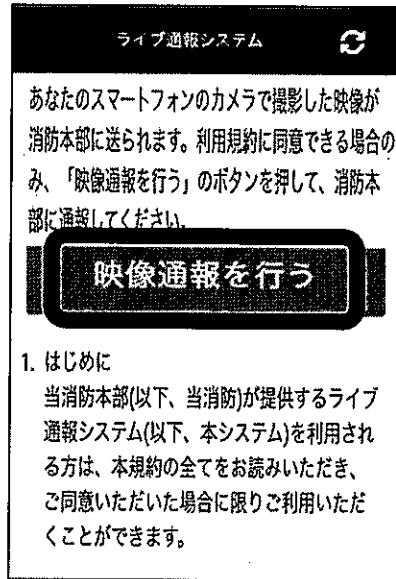 ライブ通報システム
あなたのスマートフォンのカメラで撮影した映像が
消防本部に送られます。利用規約に同意できる場合の
み、「映像通報を行う」のボタンを押して、消防本
部に通報してください。
映像通報を行う
1. はじめに
当消防本部(以下、当消防)が提供するライブ
通報システム(以下、本システム)を利用され
る方は、本規約の全てをお読みいただき、
ご同意いただいた場合に限りご利用いただ
くことができます。